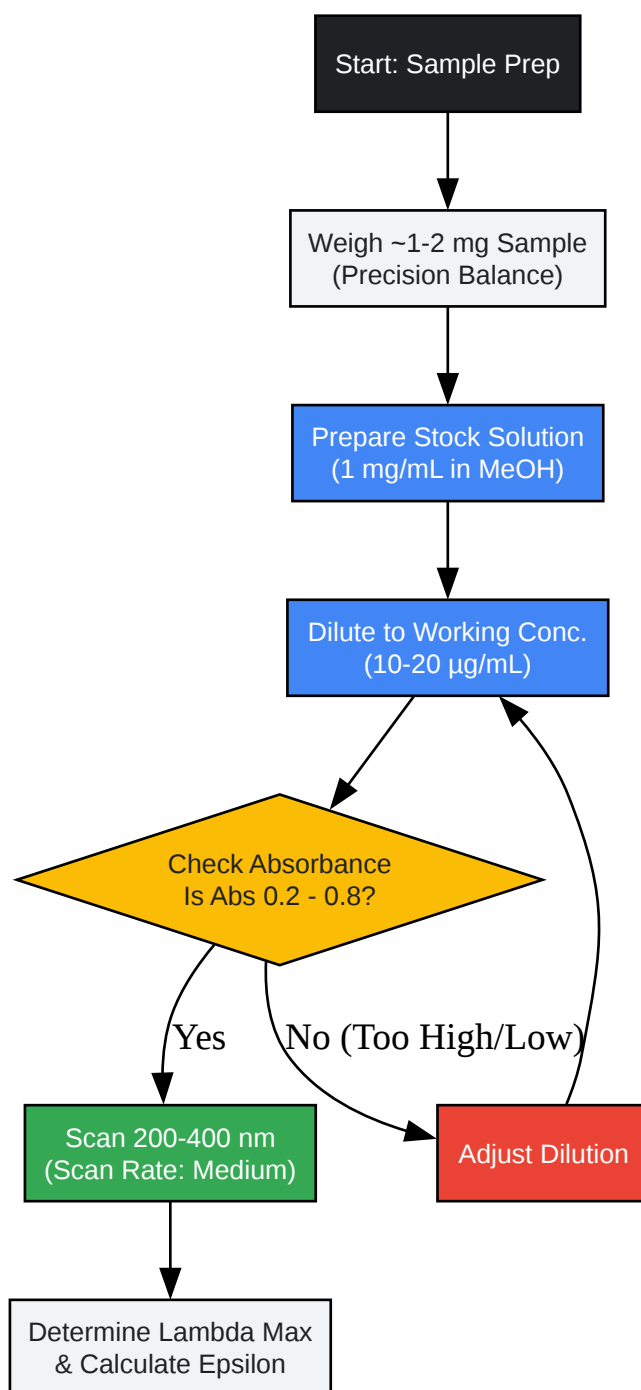 Start: Sample Prep
Weigh ~1-2 mg Sample
(Precision Balance)
Prepare Stock Solution
(1 mg/mL in MeOH)
Dilute to Working Conc.
(10-20 µg/mL)
Check Absorbance
Is Abs 0.2 - 0.8?
Yes
No (Too High/Low)
Scan 200-400 nm
(Scan Rate: Medium)
Adjust Dilution
Determine Lambda Max
& Calculate Epsilon